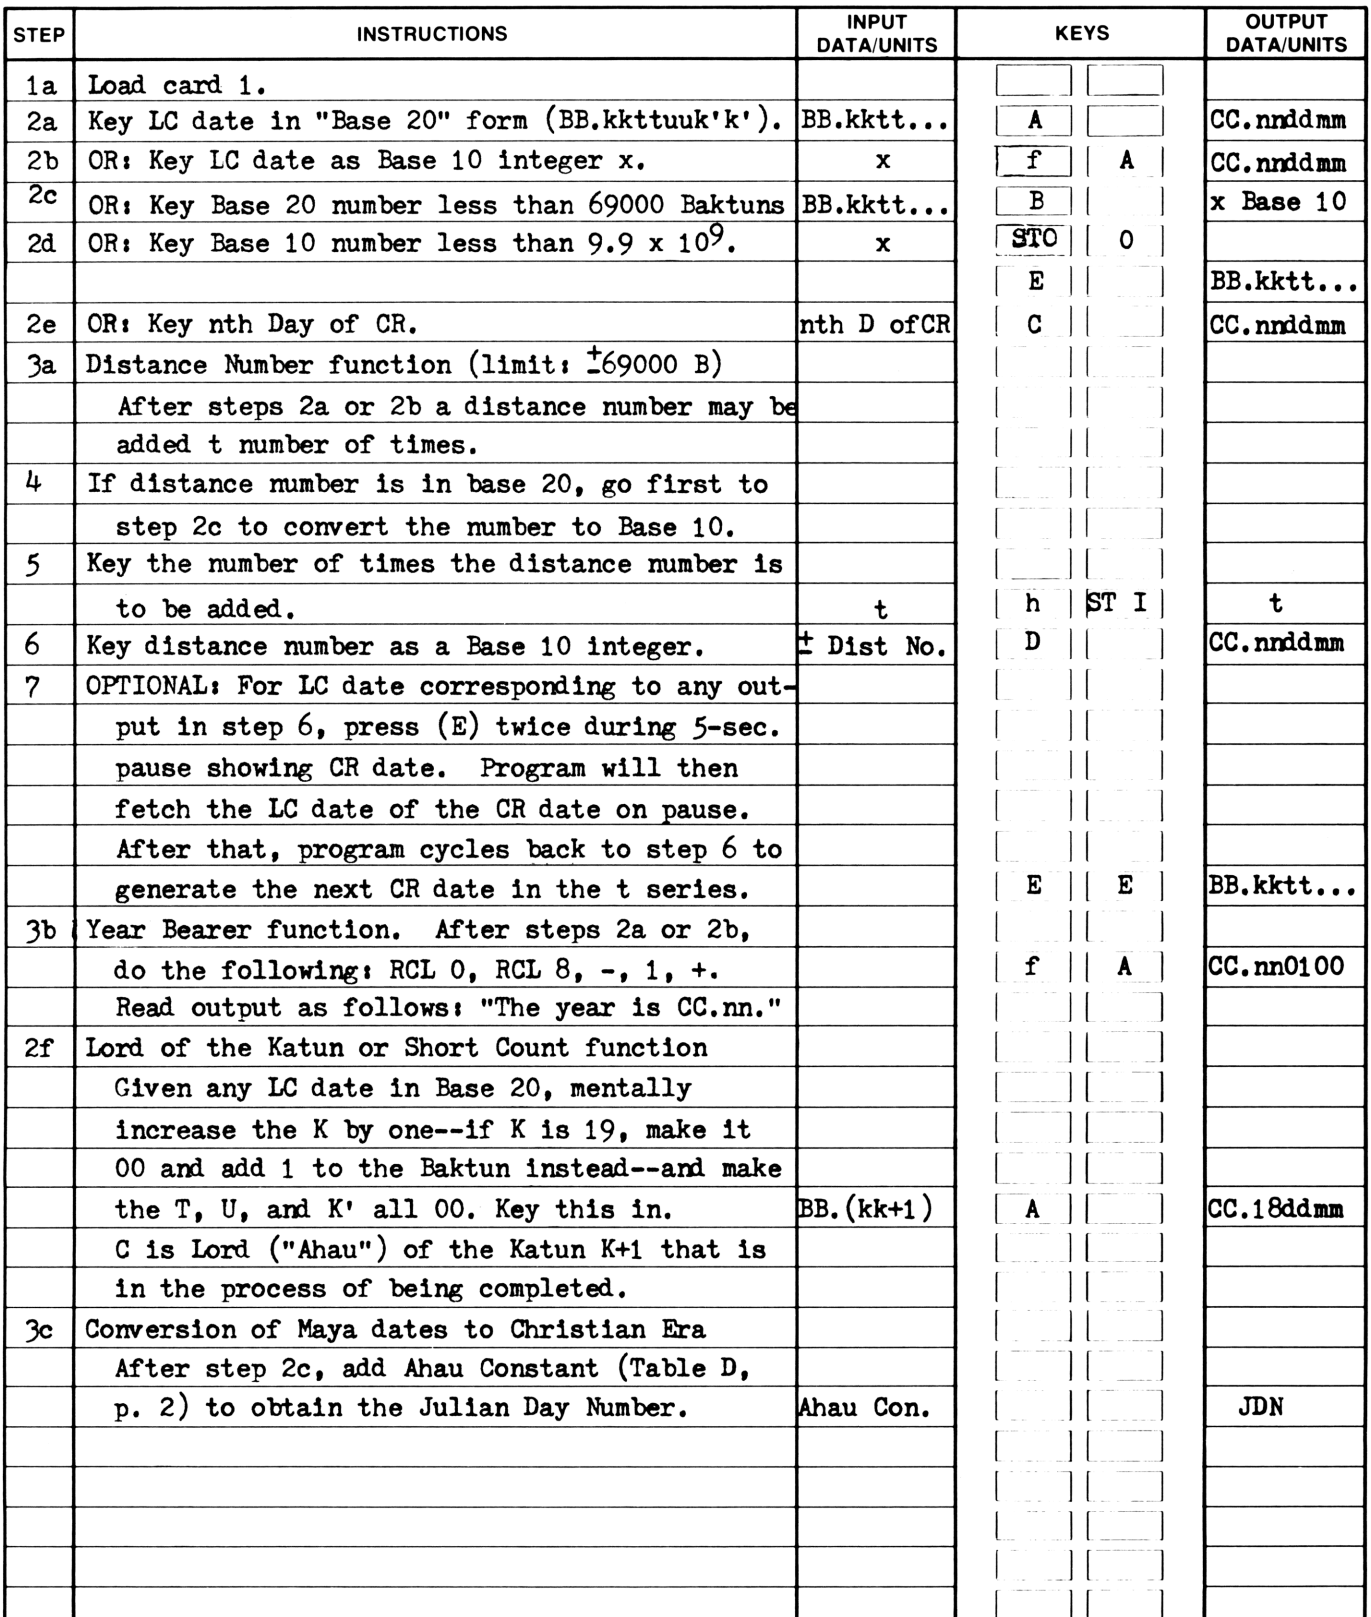 STEP INSTRUCTIONS INPUT DATA/UNITS KEYS OUTPUT DATA/UNITS
1a Load card 1.
2a Key LC date in "Base 20" form (BB.kkttuuk'k'). BB.kktt... A CC.nnddmm
2b OR: Key LC date as Base 10 integer x. x f A CC.nnddmm
2c OR: Key Base 20 number less than 69000 Baktuns BB.kktt... B x Base 10
2d OR: Key Base 10 number less than 9.9 x 10⁹. x STO 0
E BB.kktt...
2e OR: Key nth Day of CR. nth D ofCR C CC.nnddmm
3a Distance Number function (limit: ±69000 B)
After steps 2a or 2b a distance number may be
added t number of times.
4 If distance number is in base 20, go first to
step 2c to convert the number to Base 10.
5 Key the number of times the distance number is
to be added. t h ST I t
6 Key distance number as a Base 10 integer. ± Dist No. D CC.nnddmm
7 OPTIONAL: For LC date corresponding to any out-
put in step 6, press (E) twice during 5-sec.
pause showing CR date. Program will then
fetch the LC date of the CR date on pause.
After that, program cycles back to step 6 to
generate the next CR date in the t series. E E BB.kktt...
3b Year Bearer function. After steps 2a or 2b,
do the following: RCL 0, RCL 8, -, 1, +. f A CC.nn0100
Read output as follows: "The year is CC.nn."
2f Lord of the Katun or Short Count function
Given any LC date in Base 20, mentally
increase the K by one--if K is 19, make it
00 and add 1 to the Baktun instead--and make
the T, U, and K' all 00. Key this in. BB.(kk+1) A CC.18ddmm
C is Lord ("Ahau") of the Katun K+1 that is
in the process of being completed.
3c Conversion of Maya dates to Christian Era
After step 2c, add Ahau Constant (Table D,
p. 2) to obtain the Julian Day Number. Ahau Con. JDN